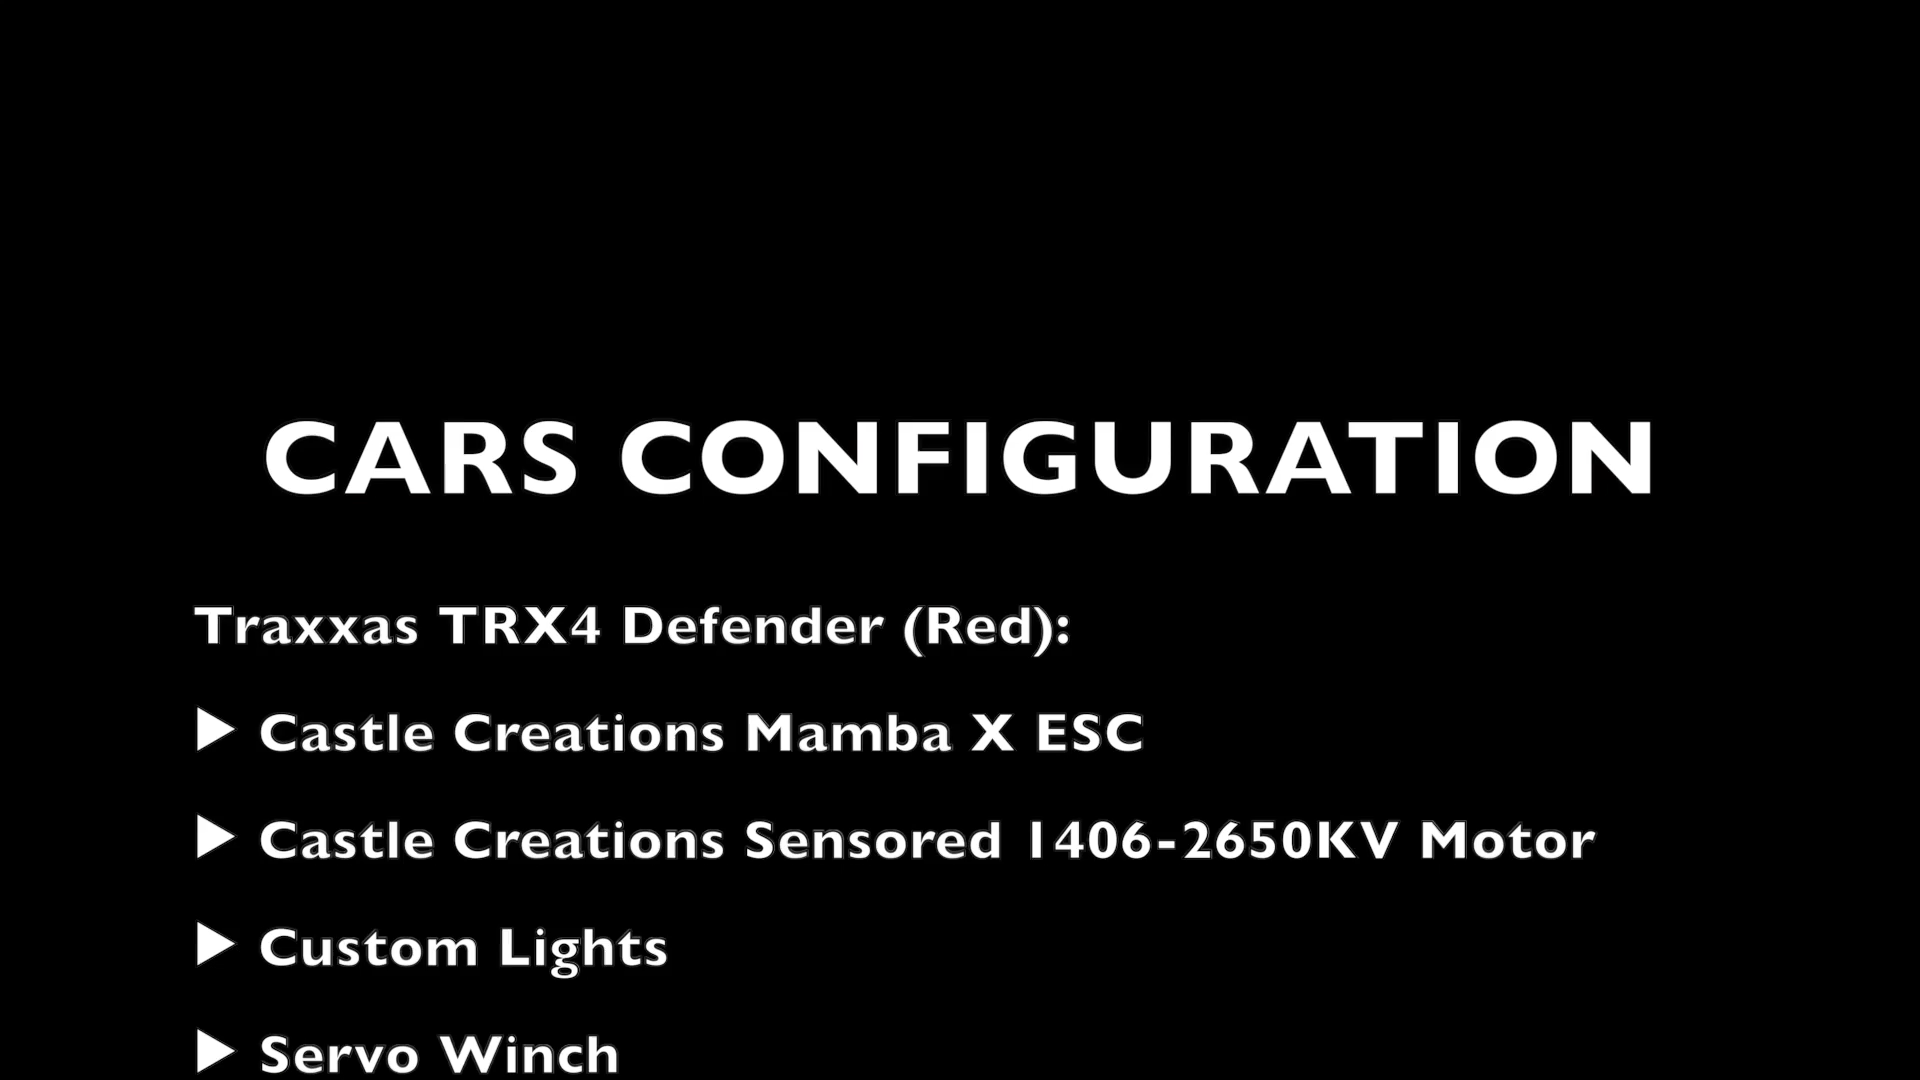 CARS CONFIGURATION
Traxxas TRX4 Defender (Red):
▶ Castle Creations Mamba X ESC
▶ Castle Creations Sensored 1406-2650KV Motor
▶ Custom Lights
▶ Servo Winch